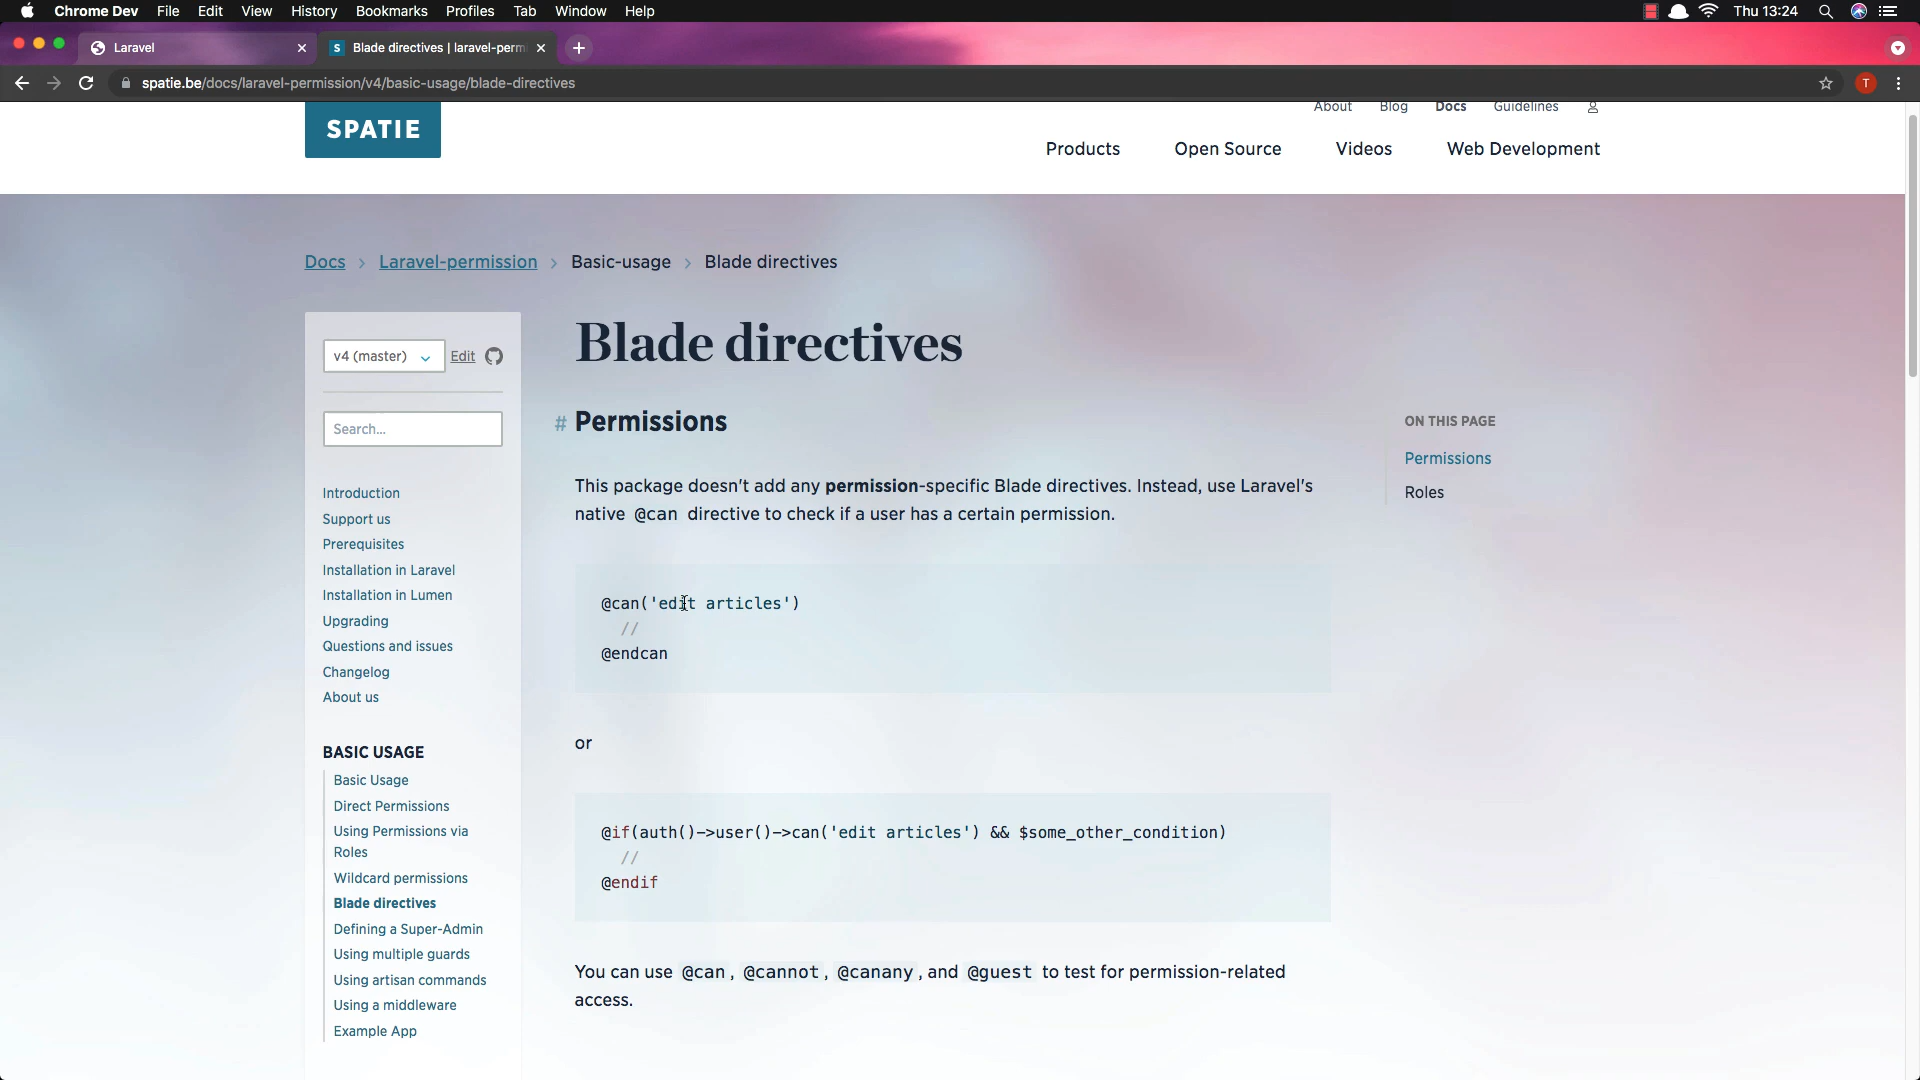 Chrome Dev File Edit View History Bookmarks Profiles Tab Window Help Thu 13:24
Laravel
S Blade directives | laravel-perm
spatie.be/docs/laravel-permission/v4/basic-usage/blade-directives
T
About Blog Docs Guidelines
SPATIE
Products Open Source Videos Web Development
Docs > Laravel-permission > Basic-usage > Blade directives
v4 (master) Edit
Search...
Introduction
Support us
Prerequisites
Installation in Laravel
Installation in Lumen
Upgrading
Questions and issues
Changelog
About us
BASIC USAGE
Basic Usage
Direct Permissions
Using Permissions via
Roles
Wildcard permissions
Blade directives
Defining a Super-Admin
Using multiple guards
Using artisan commands
Using a middleware
Example App
Blade directives
# Permissions
This package doesn't add any permission-specific Blade directives. Instead, use Laravel's
native @can directive to check if a user has a certain permission.
@can('edit articles')
//
@endcan
or
@if(auth()->user()->can('edit articles') && $some_other_condition)
//
@endif
You can use @can, @cannot, @canany, and @guest to test for permission-related
access.
ON THIS PAGE
Permissions
Roles